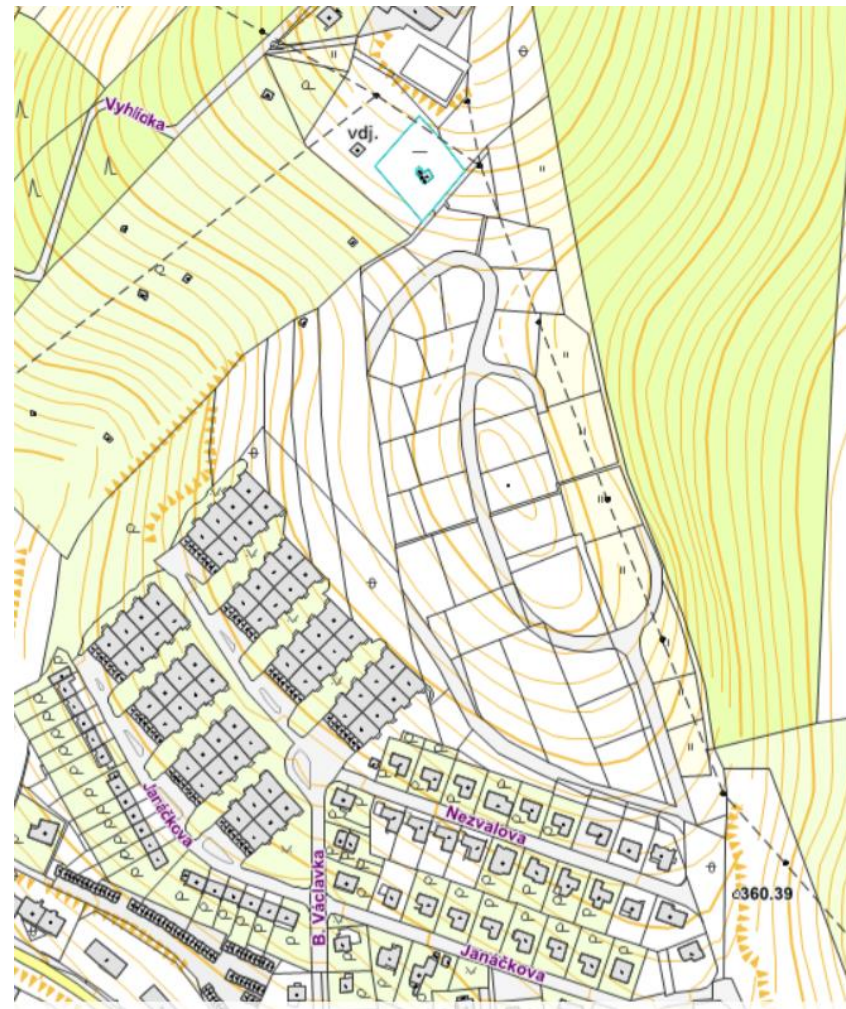 Vyhlídka
vdj.
Nezvalova
Janáčkova
B. Václavka
360.39
Janáčkova